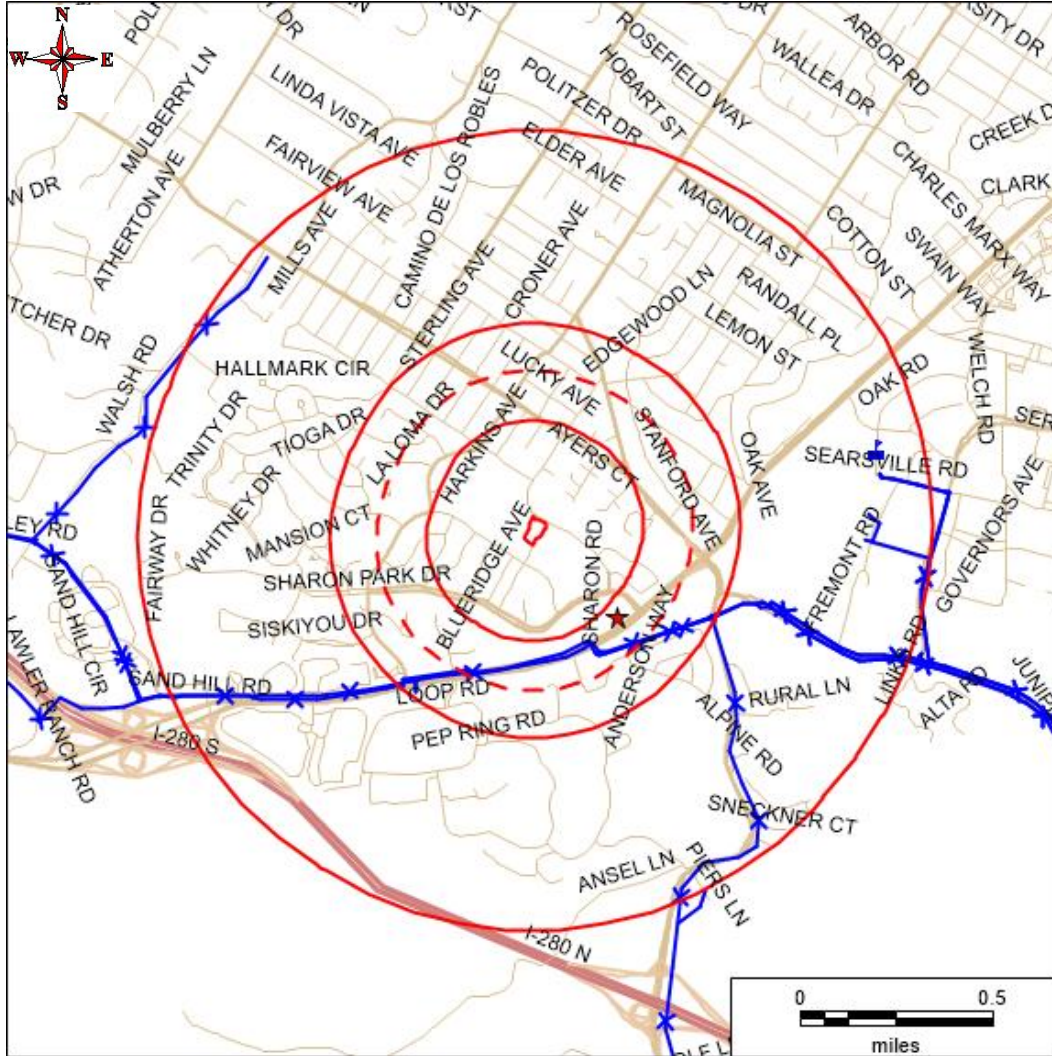 N
W E
S
ROSEFIELD WAY
HOBART ST
POLITZER DR
WALLEA DR
ARBOR RD
MULBERRY LN
LINDA VISTA AVE
FAIRVIEW AVE
CAMINO DE LOS ROBLES
ELDER AVE
MAGNOLIA ST
CHARLES MARX WAY
CLARK
ATHERTON AVE
MILLS AVE
STERLING AVE
CRONER AVE
COTTON ST
SWAIN WAY
EDGEWOOD LN
RANDALL PL
LEMON ST
WALSH RD
HALLMARK CIR
LUCKY AVE
OAK RD
WELCH RD
TRINITY DR
TIOGA DR
LA LOMA DR
HARKINS AVE
AYERS CT
STANFORD AVE
OAK AVE
SEARSVILLE RD
WHITNEY DR
MANSION CT
BLUERIDGE AVE
FAIRWAY DR
SHARON PARK DR
SHARON RD
FREMONT RD
GOVERNORS AVE
SAND HILL CIR
SISKIYOU DR
ANDERSON WAY
LINKS RD
SAND HILL RD
LOOP RD
RURAL LN
ALTA RD
LAWLER RANCH RD
I-280 S
PEP RING RD
ALPINE RD
SNECKNER CT
ANSEL LN
PIERS LN
I-280 N
0 0.5
miles